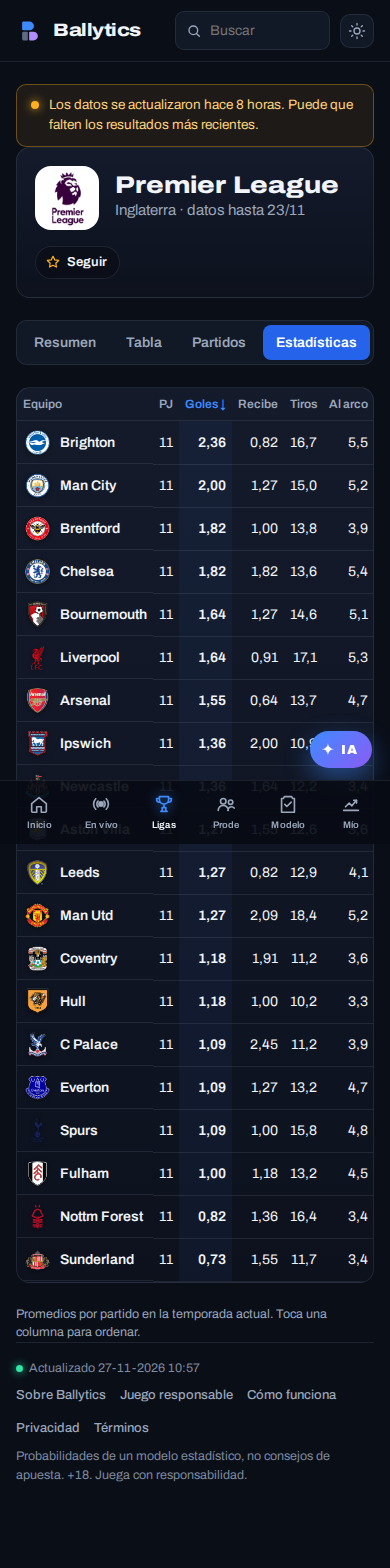 Ballytics
Buscar
Los datos se actualizaron hace 8 horas. Puede que
falten los resultados más recientes.
Premier League
Premier
League
Inglaterra · datos hasta 23/11
Seguir
Resumen Tabla Partidos Estadísticas
Equipo PJ Goles↓ Recibe Tiros Al arco
Brighton 11 2,36 0,82 16,7 5,5
Man City 11 2,00 1,27 15,0 5,2
Brentford 11 1,82 1,00 13,8 3,9
Chelsea 11 1,82 1,82 13,6 5,4
Bournemouth 11 1,64 1,27 14,6 5,1
Liverpool 11 1,64 0,91 17,1 5,3
Arsenal 11 1,55 0,64 13,7 4,7
Ipswich 11 1,36 2,00
IA
Newcastle 11 1,36 1,64 12,2 3,4
Inicio En vivo Ligas Prode Modelo Mío
Aston Villa
Leeds 11 1,27 0,82 12,9 4,1
Man Utd 11 1,27 2,09 18,4 5,2
Coventry 11 1,18 1,91 11,2 3,6
Hull 11 1,18 1,00 10,2 3,3
C Palace 11 1,09 2,45 11,2 3,9
Everton 11 1,09 1,27 13,2 4,7
Spurs 11 1,09 1,00 15,8 4,8
Fulham 11 1,00 1,18 13,2 4,5
Nottm Forest 11 0,82 1,36 16,4 3,4
Sunderland 11 0,73 1,55 11,7 3,4
Promedios por partido en la temporada actual. Toca una
columna para ordenar.
Actualizado 27-11-2026 10:57
Sobre Ballytics Juego responsable Cómo funciona
Privacidad Términos
Probabilidades de un modelo estadístico, no consejos de
apuesta. +18. Juega con responsabilidad.